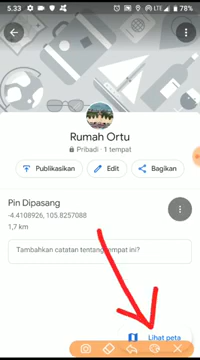 5.33
78%
Rumah Ortu
Pribadi · 1 tempat
Publikasikan
Edit
Bagikan
Pin Dipasang
-4.4108926, 105.8257088
1,7 km
Tambahkan catatan tentang tempat ini?
Lihat peta